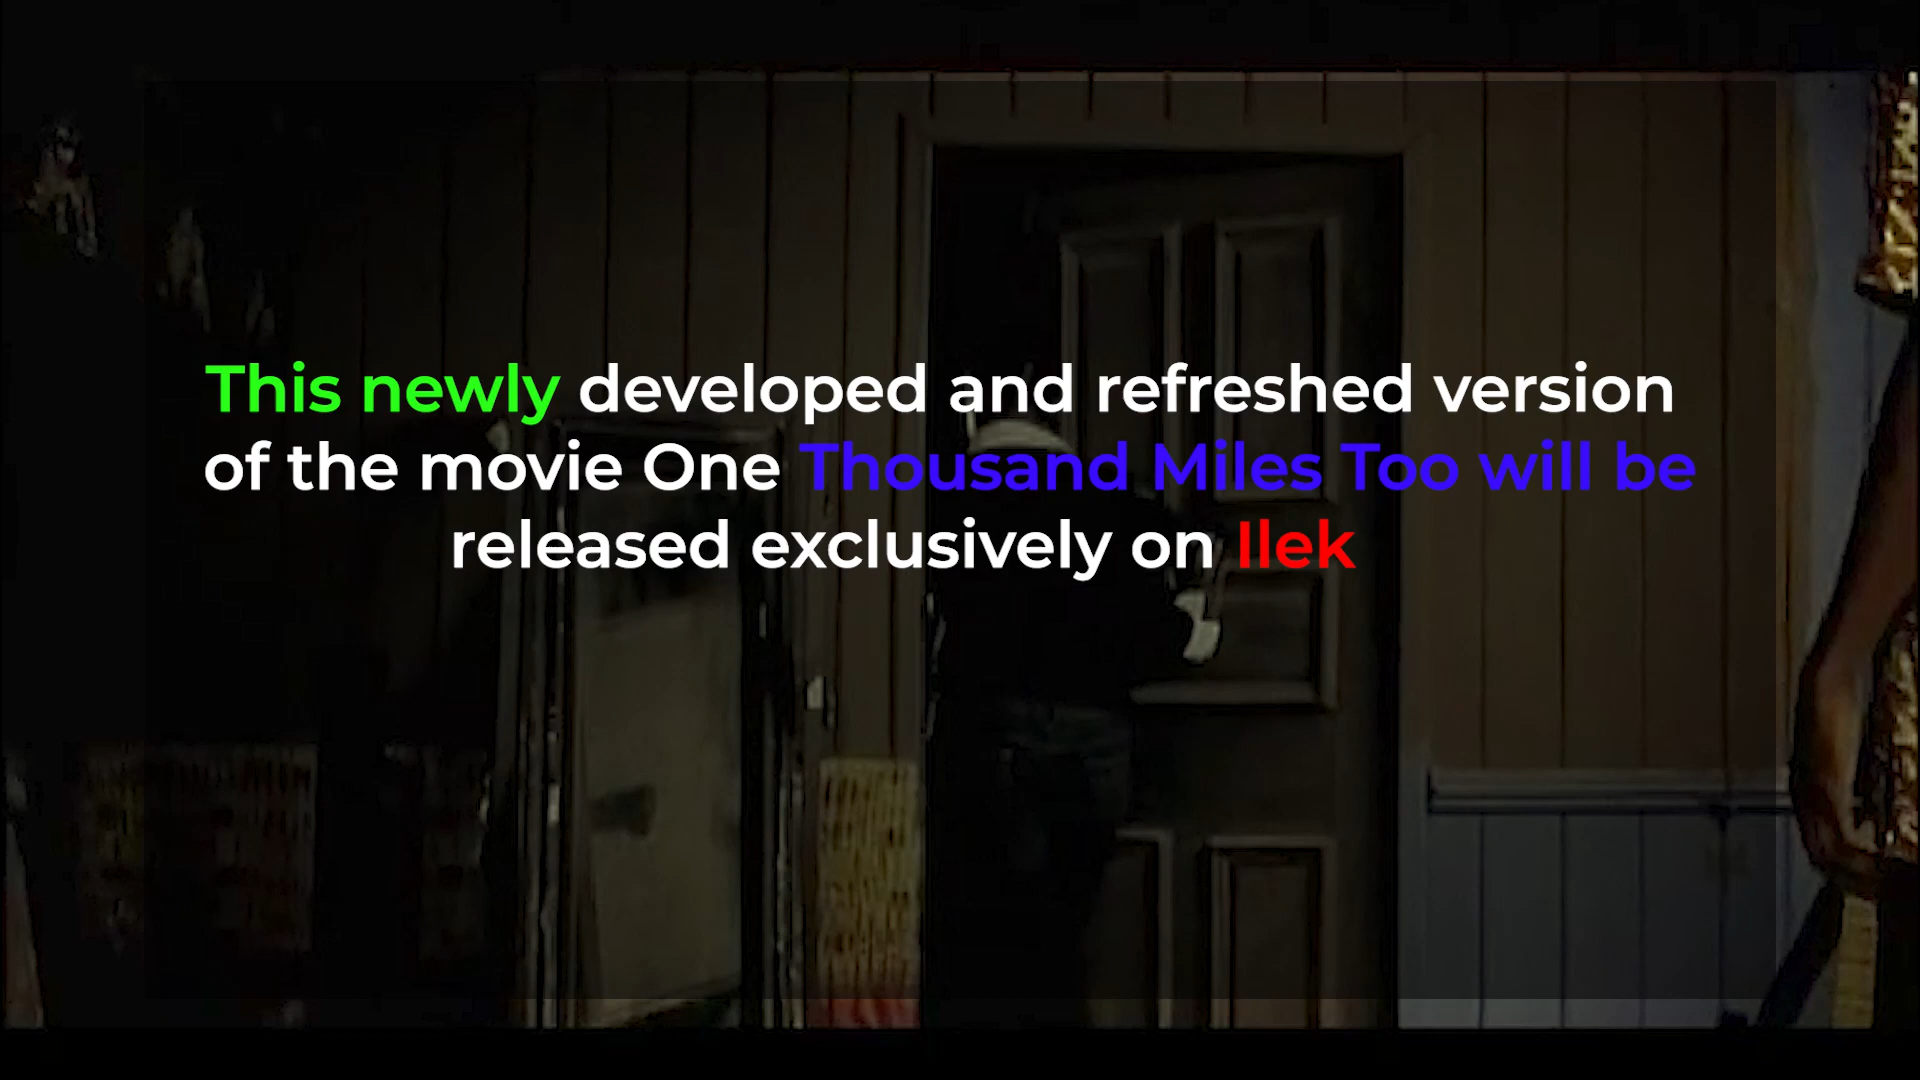 This newly developed and refreshed version
of the movie One Thousand Miles Too will be
released exclusively on Ilek